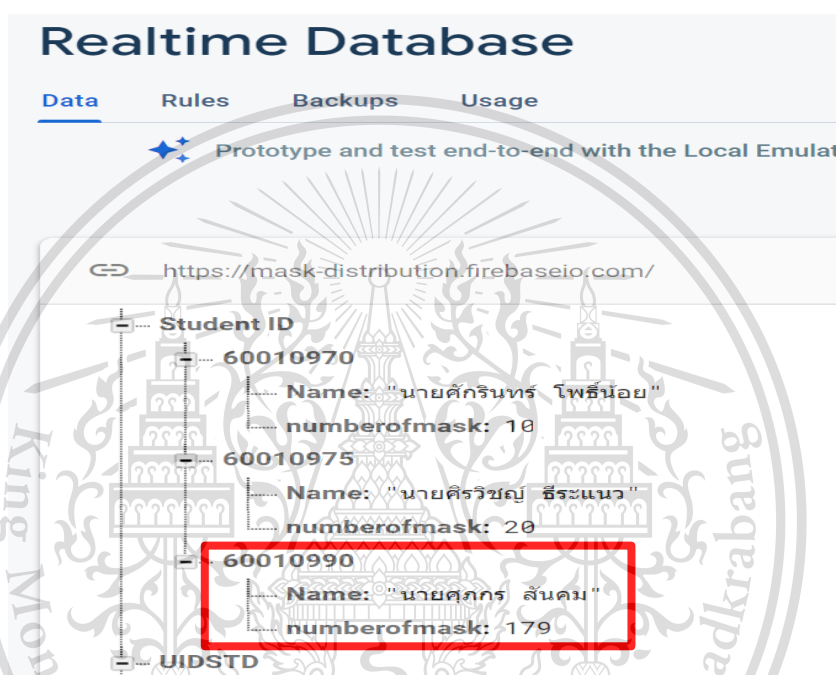 Realtime Database
Data Rules Backups Usage
Prototype and test end-to-end with the Local Emulat
https://mask-distribution.firebaseio.com/
Student ID
60010970
Name: "นายศักรินทร์ โพธิ์น้อย"
numberofmask: 10
60010975
Name: "นายศิรวิชญ์ ธีระแนว"
numberofmask: 20
60010990
Name: "นายศุภกร สันคม"
numberofmask: 179
UIDSTD
King Mon
adkrabang